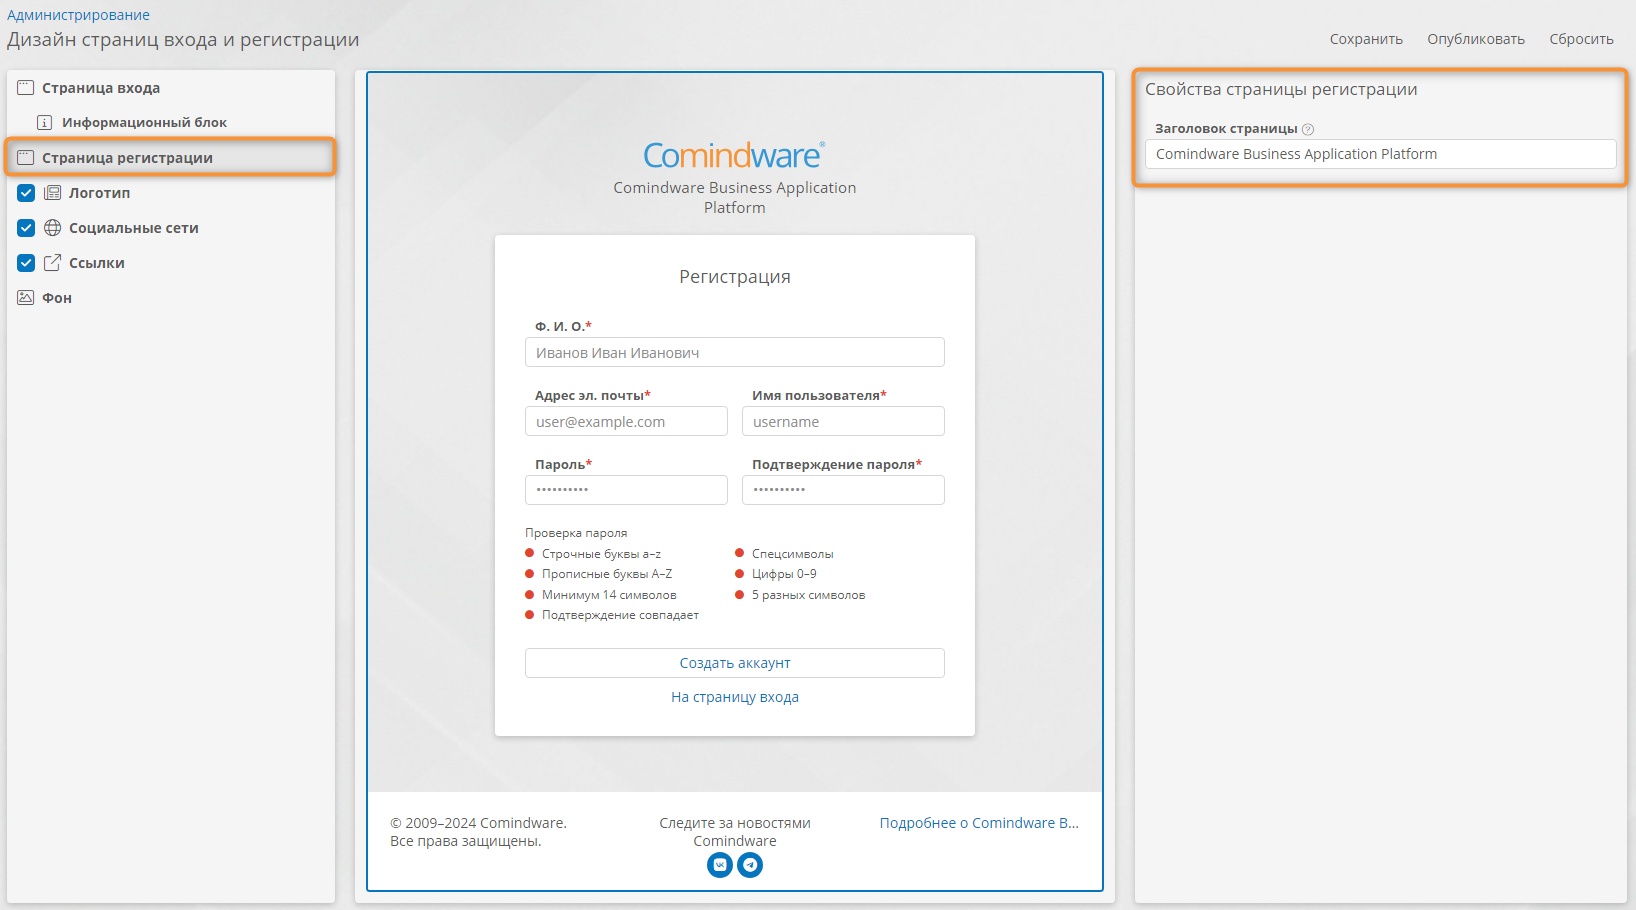 Администрирование
Дизайн страниц входа и регистрации
Сохранить Опубликовать Сбросить
Страница входа
Информационный блок
Страница регистрации
Логотип
Социальные сети
Ссылки
Фон
Comindware®
Comindware Business Application
Platform
Регистрация
Ф. И. О.*
Иванов Иван Иванович
Адрес эл. почты* Имя пользователя*
user@example.com username
Пароль* Подтверждение пароля*
•••••••••• ••••••••••
Проверка пароля
Строчные буквы a–z Спецсимволы
Прописные буквы A–Z Цифры 0–9
Минимум 14 символов 5 разных символов
Подтверждение совпадает
Создать аккаунт
На страницу входа
© 2009–2024 Comindware.
Все права защищены.
Следите за новостями
Comindware
Подробнее о Comindware B...
Свойства страницы регистрации
Заголовок страницы ?
Comindware Business Application Platform